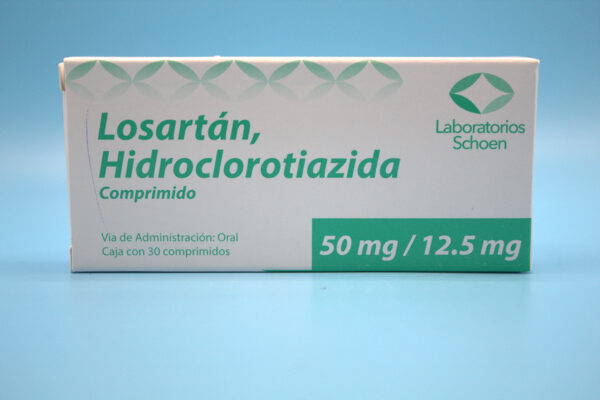 Losartán,
Hidroclorotiazida
Comprimido
Laboratorios
Schoen
Vía de Administración: Oral
Caja con 30 comprimidos
50 mg / 12.5 mg